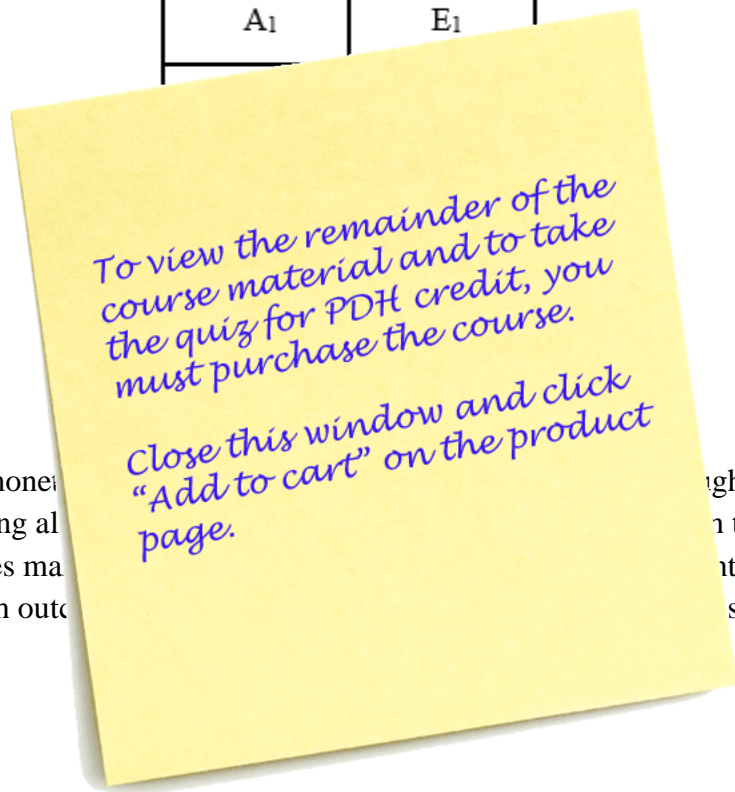 A₁ E₁
To view the remainder of the
course material and to take
the quiz for PDH credit, you
must purchase the course.
Close this window and click
“Add to cart” on the product
page.